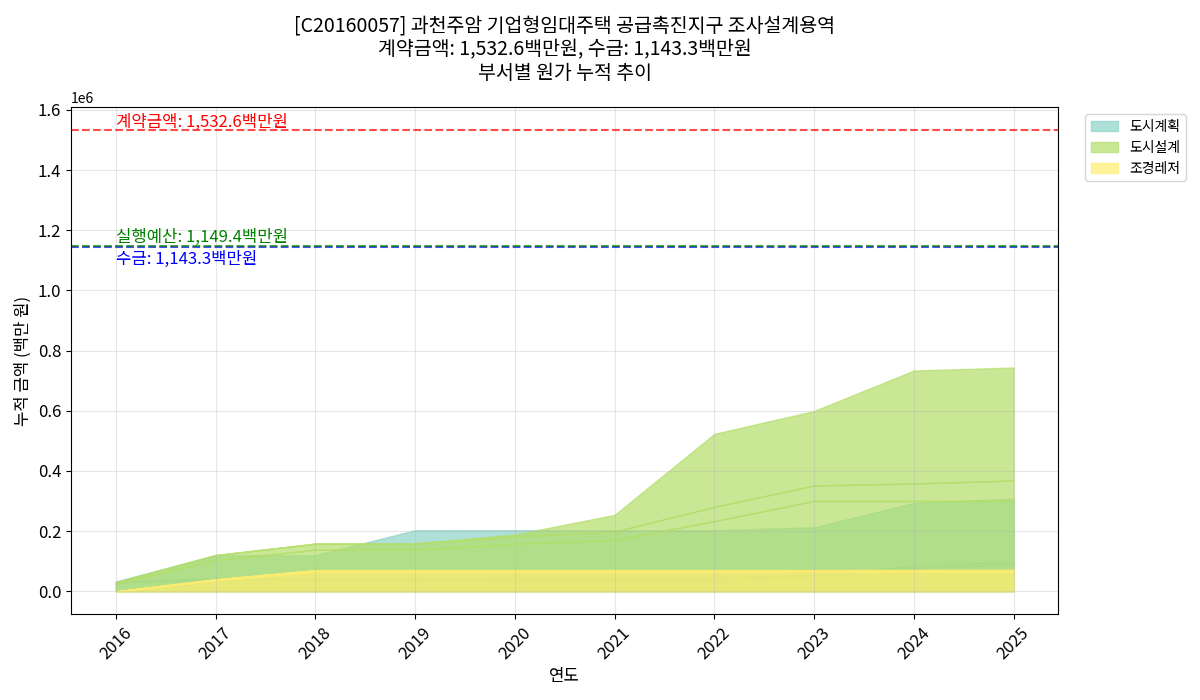 [C20160057] 과천주암 기업형임대주택 공급촉진지구 조사설계용역
계약금액: 1,532.6백만원, 수금: 1,143.3백만원
부서별 원가 누적 추이
1e6
1.6
1.4
1.2
1.0
0.8
0.6
0.4
0.2
0.0
누적 금액 (백만 원)
계약금액: 1,532.6백만원
실행예산: 1,149.4백만원
수금: 1,143.3백만원
도시계획
도시설계
조경레저
2016
2017
2018
2019
2020
2021
2022
2023
2024
2025
연도